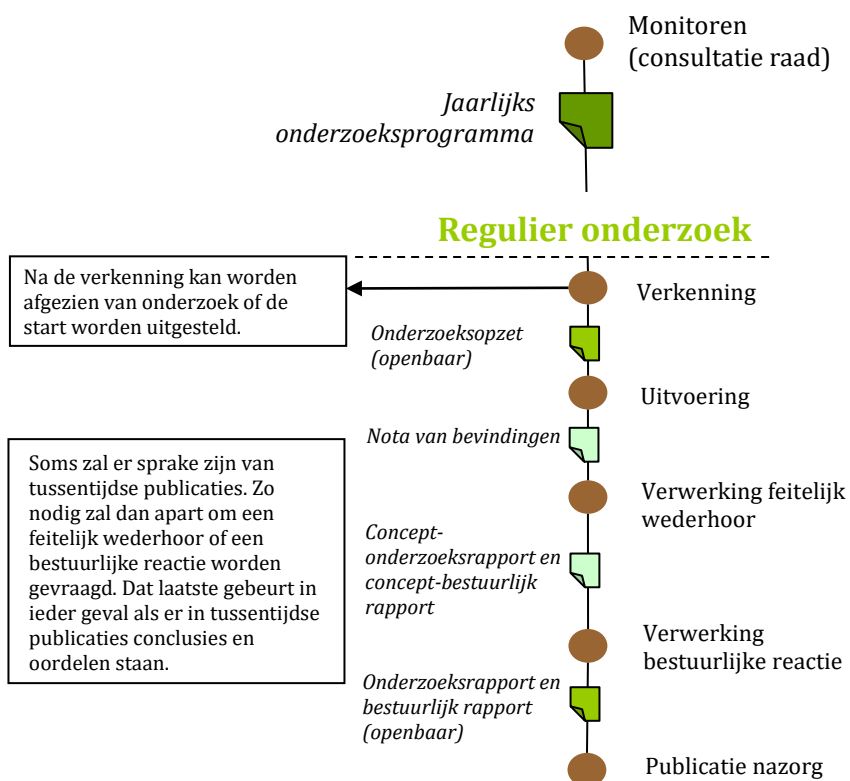 Monitoren
(consultatie raad)
Jaarlijks
onderzoeksprogramma
Regulier onderzoek
Na de verkenning kan worden
afgezien van onderzoek of de
start worden uitgesteld.
Verkenning
Onderzoeksopzet
(openbaar)
Uitvoering
Nota van bevindingen
Soms zal er sprake zijn van
tussentijdse publicaties. Zo
nodig zal dan apart om een
feitelijk wederhoor of een
bestuurlijke reactie worden
gevraagd. Dat laatste gebeurt in
ieder geval als er in tussentijdse
publicaties conclusies en
oordelen staan.
Verwerking feitelijk
wederhoor
Concept-
onderzoeksrapport en
concept-bestuurlijk
rapport
Verwerking
bestuurlijke reactie
Onderzoeksrapport en
bestuurlijk rapport
(openbaar)
Publicatie nazorg